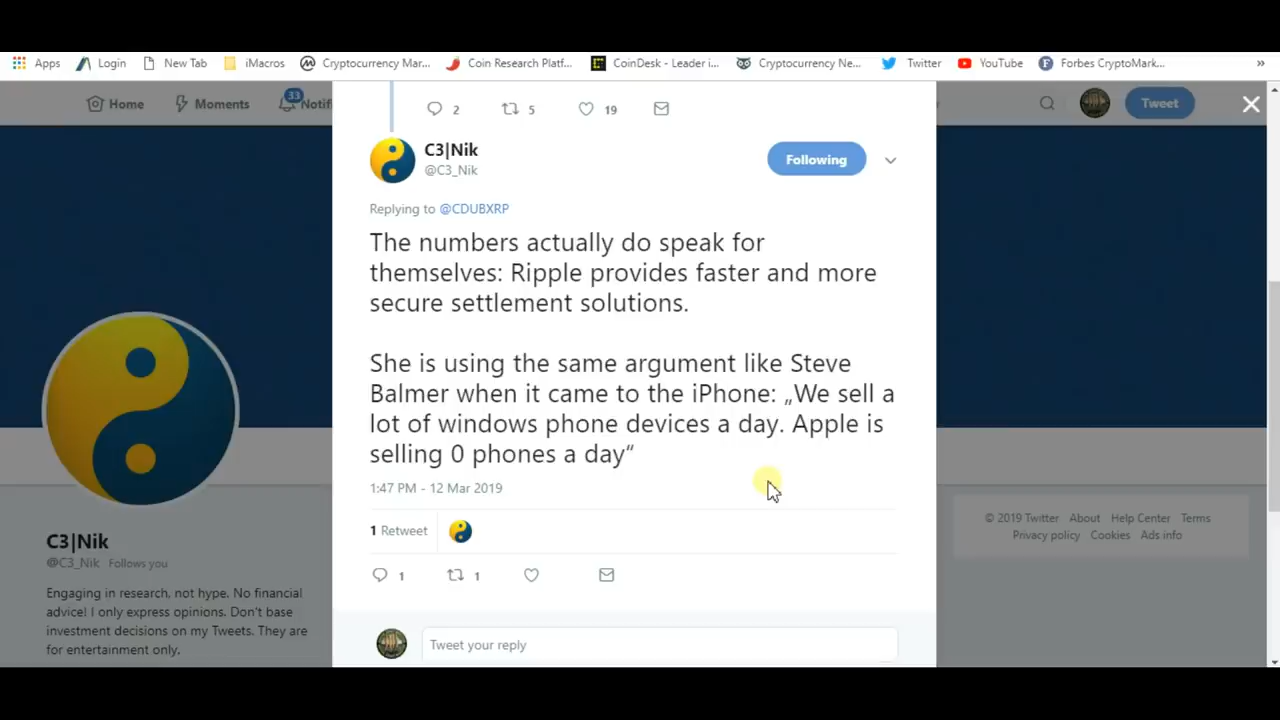 Apps Login New Tab iMacros Cryptocurrency Mar... Coin Research Platf... CoinDesk - Leader i... Cryptocurrency Ne... Twitter YouTube Forbes CryptoMark... »
Home Moments 33 Notif Tweet
2 5 19
C3|Nik
@C3_Nik
Following
Replying to @CDUBXRP
The numbers actually do speak for
themselves: Ripple provides faster and more
secure settlement solutions.
She is using the same argument like Steve
Balmer when it came to the iPhone: „We sell a
lot of windows phone devices a day. Apple is
selling 0 phones a day“
1:47 PM - 12 Mar 2019
1 Retweet
1 1
Tweet your reply
C3|Nik
@C3_Nik Follows you
Engaging in research, not hype. No financial
advice! I only express opinions. Don't base
investment decisions on my Tweets. They are
for entertainment only.
© 2019 Twitter About Help Center Terms
Privacy policy Cookies Ads info